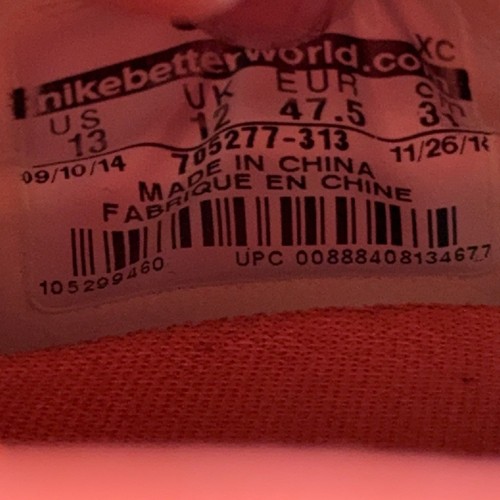 XC
nikebetterworld.co
US UK EUR
13 12 47.5
09/10/14 705277-313
MADE IN CHINA
FABRIQUE EN CHINE
105299460 UPC 00888408134677